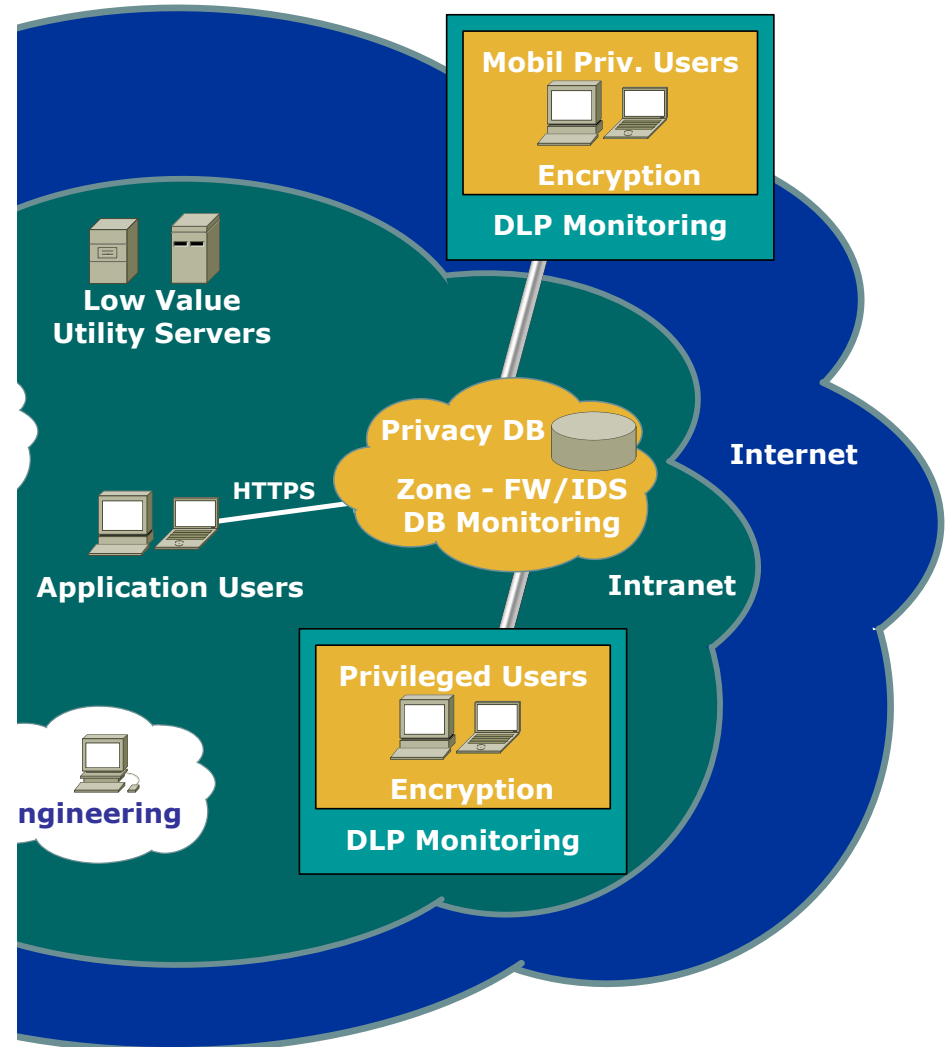 Mobil Priv. Users
Encryption
DLP Monitoring
Low Value
Utility Servers
Privacy DB
Internet
HTTPS
Zone - FW/IDS
DB Monitoring
Application Users
Intranet
Privileged Users
Encryption
ngineering
DLP Monitoring